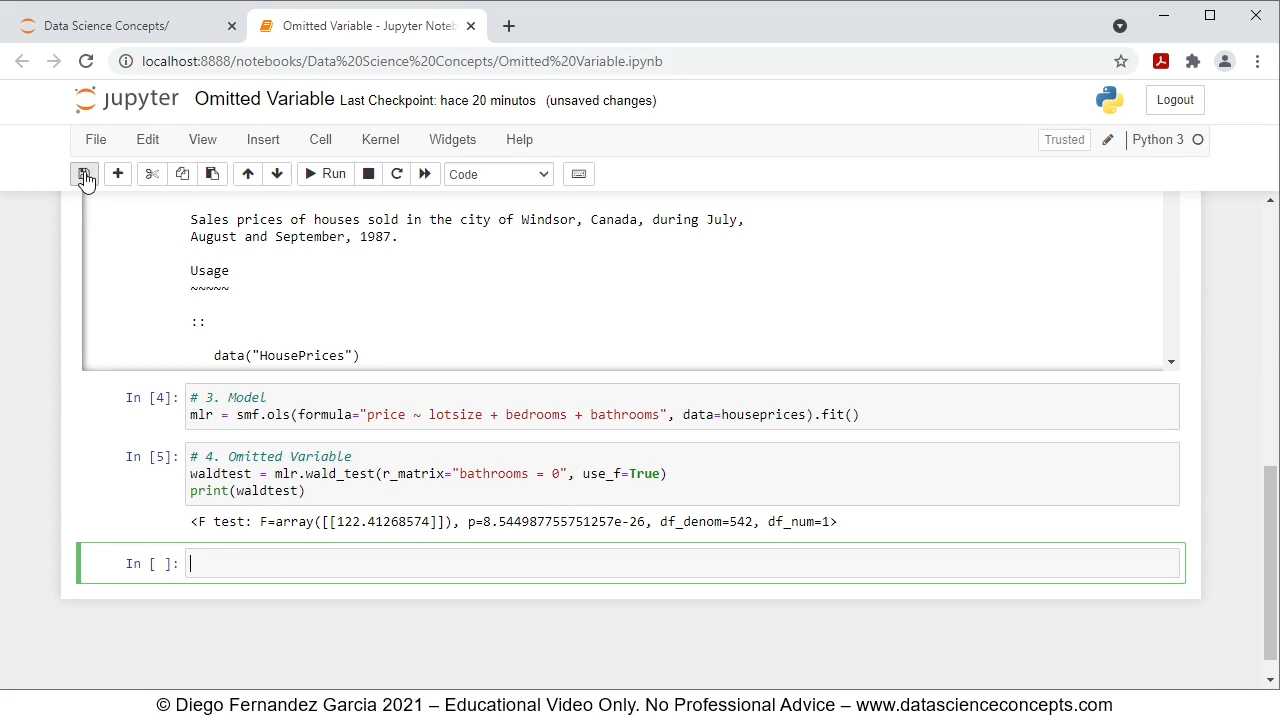 Data Science Concepts/
Omitted Variable - Jupyter Noteb
localhost:8888/notebooks/Data%20Science%20Concepts/Omitted%20Variable.ipynb
jupyter Omitted Variable Last Checkpoint: hace 20 minutos (unsaved changes)
Logout
File Edit View Insert Cell Kernel Widgets Help
Trusted
Python 3
Run
Code
Sales prices of houses sold in the city of Windsor, Canada, during July,
August and September, 1987.
Usage
~~~~~
::
data("HousePrices")
In [4]: # 3. Model
mlr = smf.ols(formula="price ~ lotsize + bedrooms + bathrooms", data=houseprices).fit()
In [5]: # 4. Omitted Variable
waldtest = mlr.wald_test(r_matrix="bathrooms = 0", use_f=True)
print(waldtest)
<F test: F=array([[122.41268574]]), p=8.544987755751257e-26, df_denom=542, df_num=1>
In [ ]:
© Diego Fernandez Garcia 2021 – Educational Video Only. No Professional Advice – www.datascienceconcepts.com